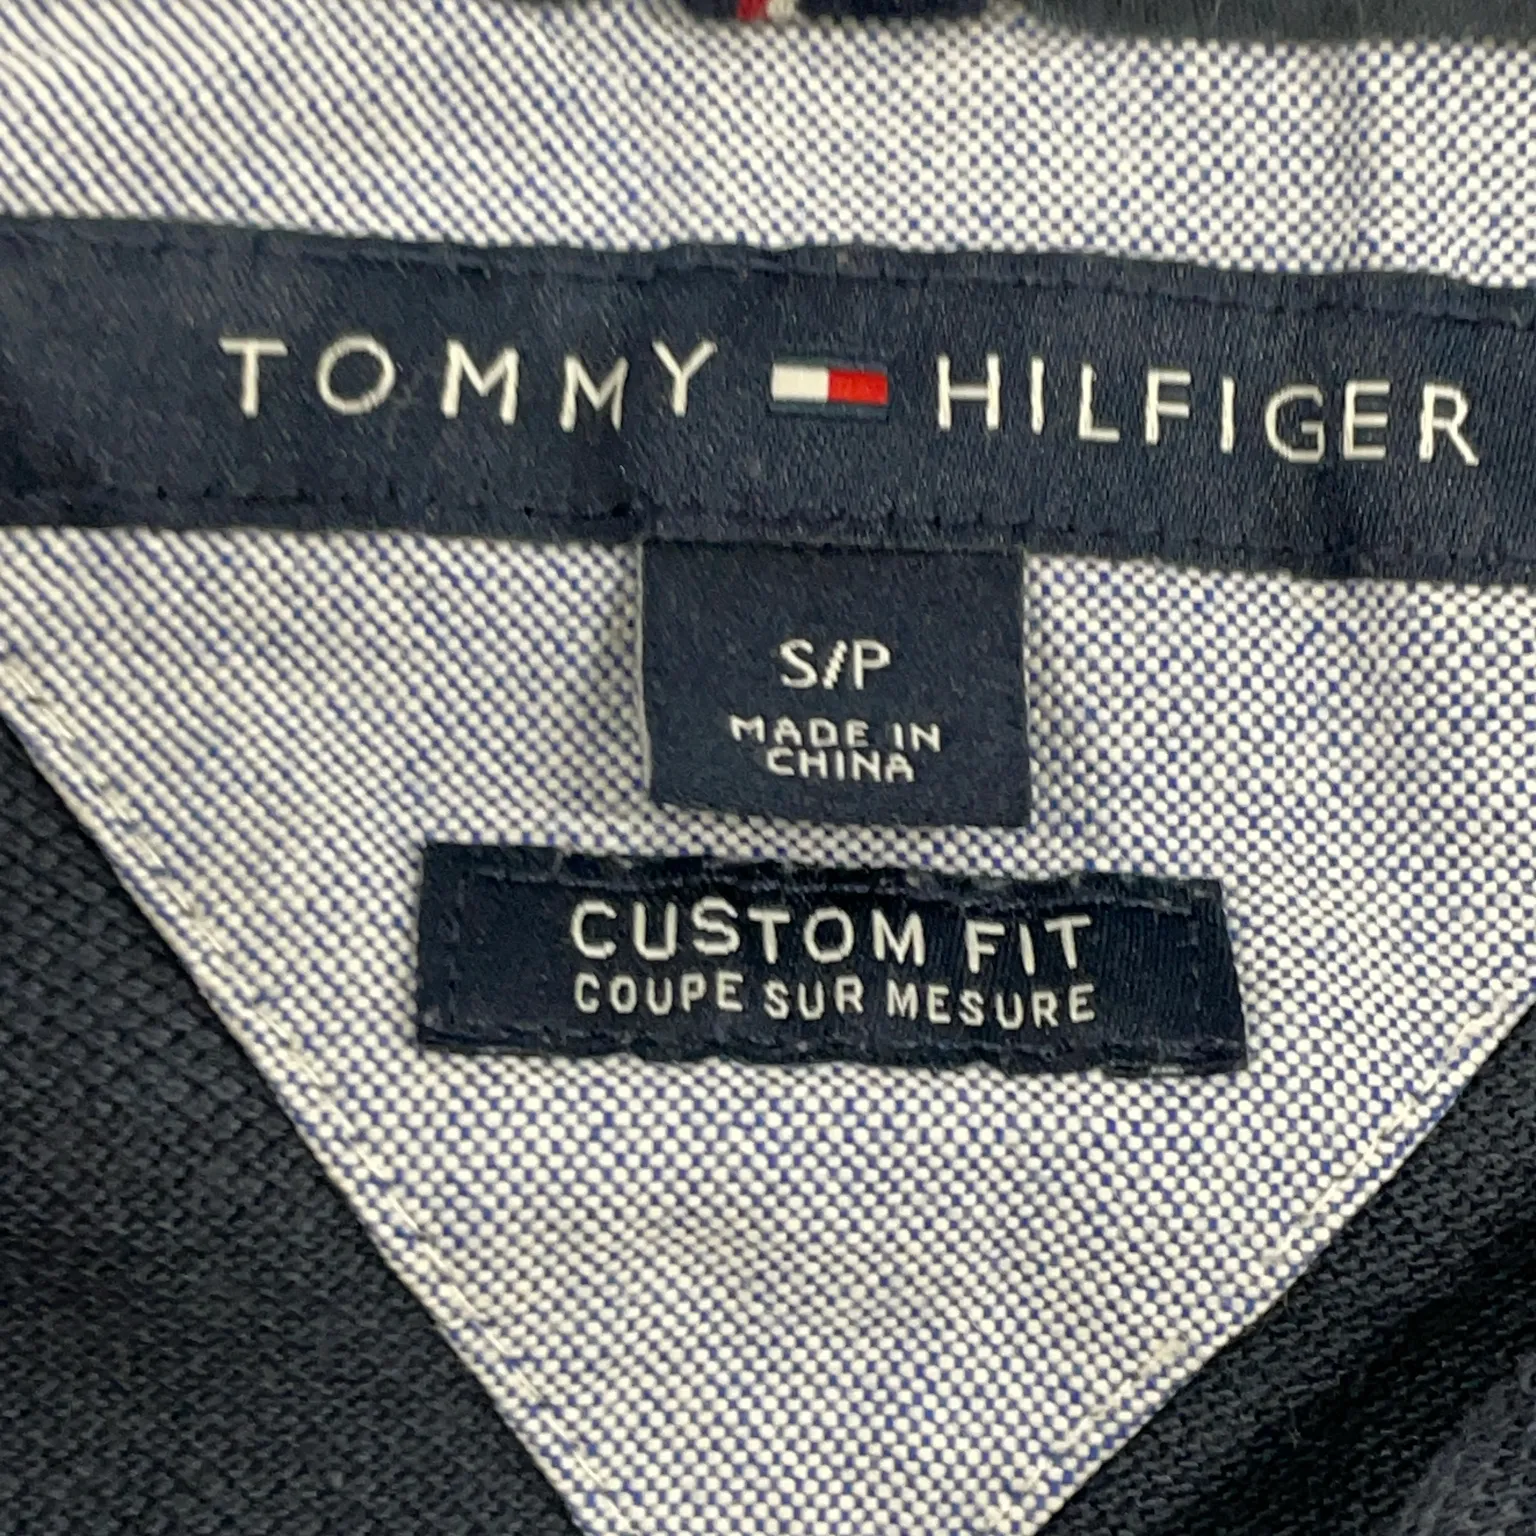 TOMMY HILFIGER
S/P
MADE IN
CHINA
CUSTOM FIT
COUPE SUR MESURE